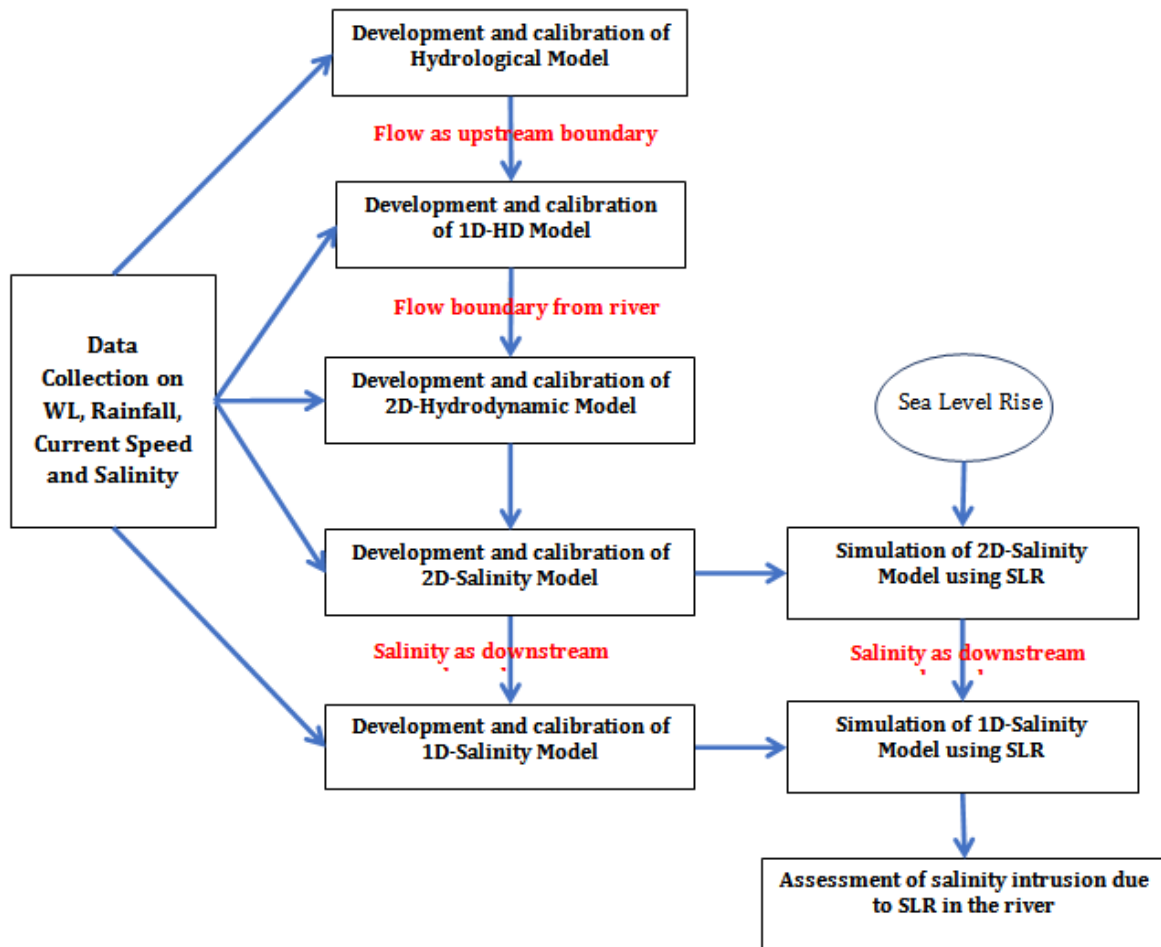 Development and calibration of
Hydrological Model
Flow as upstream boundary
Development and calibration
of 1D-HD Model
Flow boundary from river
Data
Collection on
WL, Rainfall,
Current Speed
and Salinity
Development and calibration of
2D-Hydrodynamic Model
Sea Level Rise
Development and calibration of
2D-Salinity Model
Simulation of 2D-Salinity
Model using SLR
Salinity as downstream
Salinity as downstream
Development and calibration of
1D-Salinity Model
Simulation of 1D-Salinity
Model using SLR
Assessment of salinity intrusion due
to SLR in the river